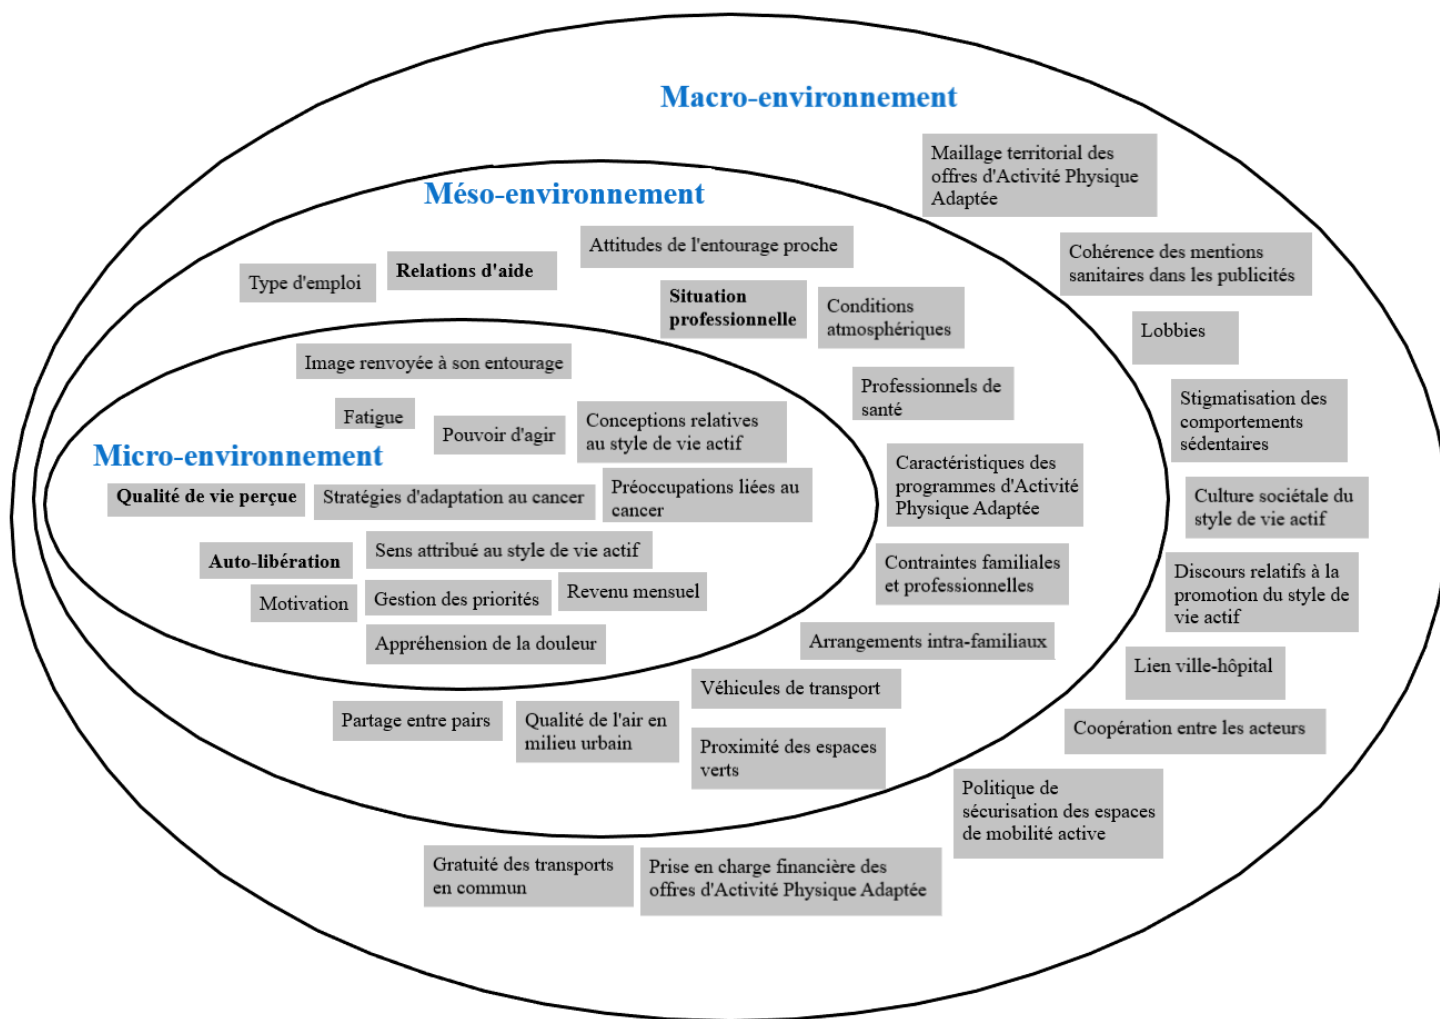 Macro-environnement
Maillage territorial des
offres d'Activité Physique
Adaptée
Cohérence des mentions
sanitaires dans les publicités
Lobbies
Stigmatisation des
comportements
sédentaires
Culture sociétale du
style de vie actif
Discours relatifs à la
promotion du style de
vie actif
Lien ville-hôpital
Coopération entre les acteurs
Politique de
sécurisation des espaces
de mobilité active
Prise en charge financière des
offres d'Activité Physique Adaptée
Gratuité des transports
en commun
Méso-environnement
Type d'emploi
Relations d'aide
Attitudes de l'entourage proche
Situation
professionnelle
Conditions
atmosphériques
Professionnels de
santé
Caractéristiques des
programmes d'Activité
Physique Adaptée
Contraintes familiales
et professionnelles
Arrangements intra-familiaux
Véhicules de transport
Proximité des espaces
verts
Qualité de l'air en
milieu urbain
Partage entre pairs
Micro-environnement
Image renvoyée à son entourage
Fatigue
Pouvoir d'agir
Conceptions relatives
au style de vie actif
Qualité de vie perçue
Stratégies d'adaptation au cancer
Préoccupations liées au
cancer
Auto-libération
Sens attribué au style de vie actif
Motivation
Gestion des priorités
Revenu mensuel
Appréhension de la douleur